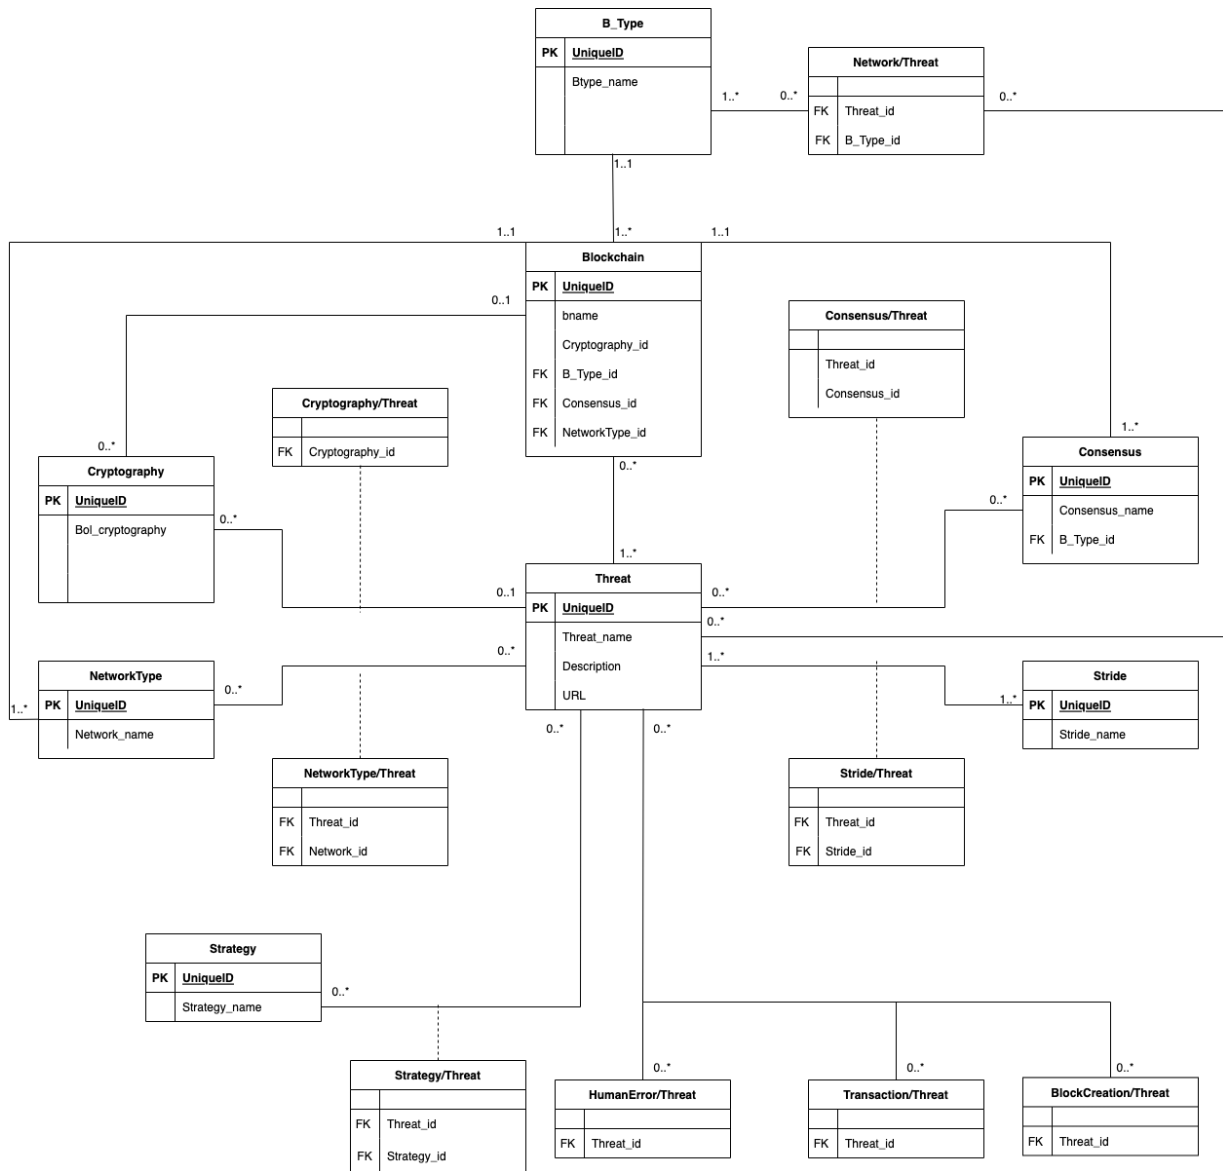 B_Type
PK UniqueID
Btype_name
Network/Threat
FK Threat_id
FK B_Type_id
1..*
0..*
0..*
1..1
1..1
1..*
1..1
Blockchain
PK UniqueID
bname
Cryptography_id
FK B_Type_id
FK Consensus_id
FK NetworkType_id
0..1
Consensus/Threat
Threat_id
Consensus_id
Cryptography/Threat
FK Cryptography_id
0..*
1..*
0..*
Cryptography
PK UniqueID
Bol_cryptography
0..*
Consensus
PK UniqueID
Consensus_name
FK B_Type_id
0..*
1..*
Threat
PK UniqueID
Threat_name
Description
URL
0..1
0..*
0..*
0..*
1..*
NetworkType
PK UniqueID
Network_name
0..*
1..*
Stride
PK UniqueID
Stride_name
1..*
0..*
0..*
NetworkType/Threat
FK Threat_id
FK Network_id
Stride/Threat
FK Threat_id
FK Stride_id
Strategy
PK UniqueID
Strategy_name
0..*
Strategy/Threat
FK Threat_id
FK Strategy_id
0..*
0..*
0..*
HumanError/Threat
FK Threat_id
Transaction/Threat
FK Threat_id
BlockCreation/Threat
FK Threat_id